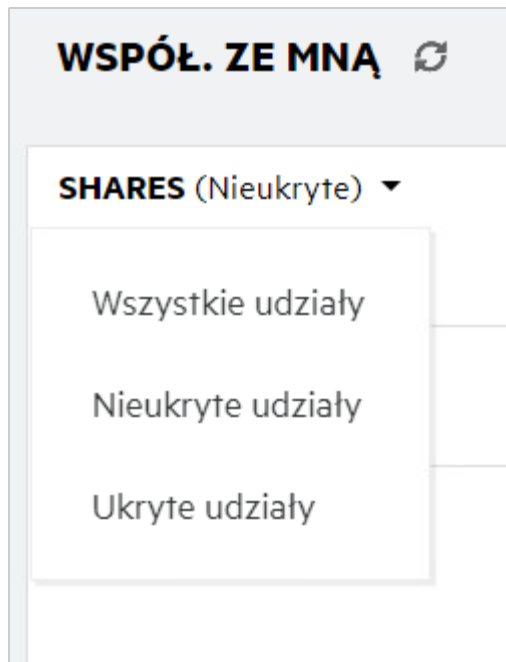 WSPÓŁ. ZE MNĄ
SHARES (Nieukryte)
Wszystkie udziały
Nieukryte udziały
Ukryte udziały